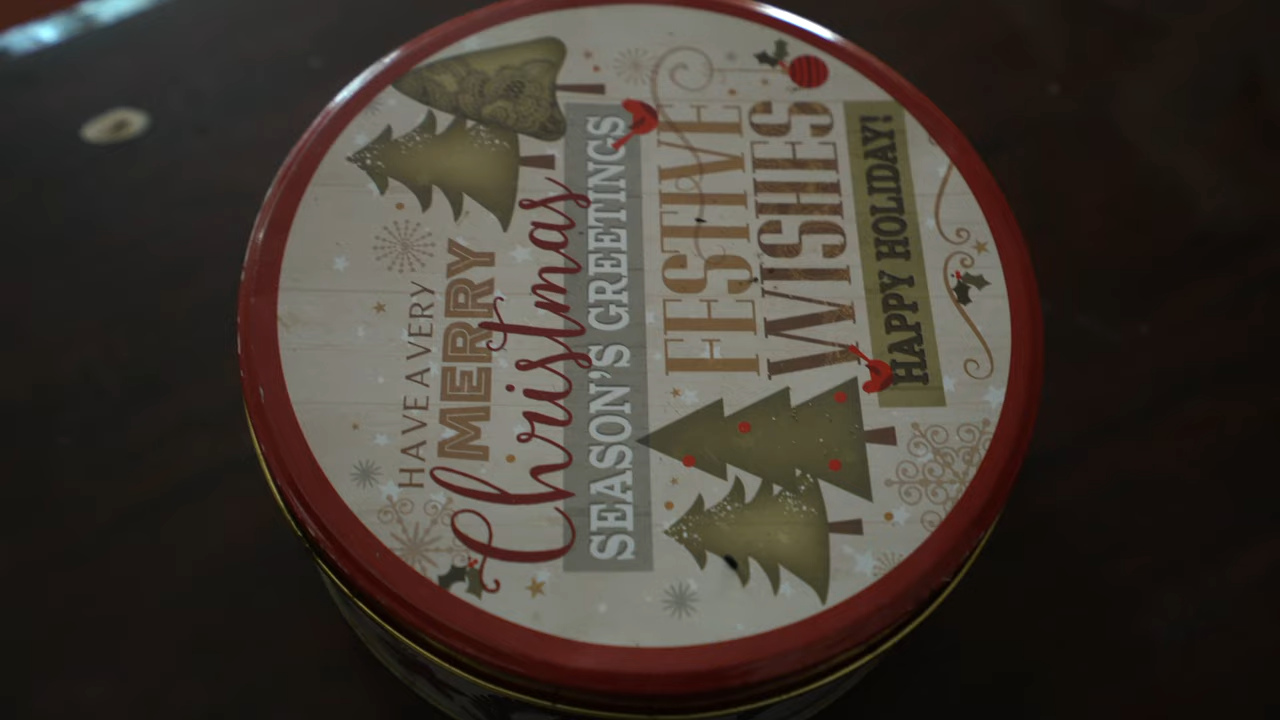 HAVE A VERY
MERRY
Christmas
SEASON'S GREETINGS
FESTIVE
WISHES
HAPPY HOLIDAY!